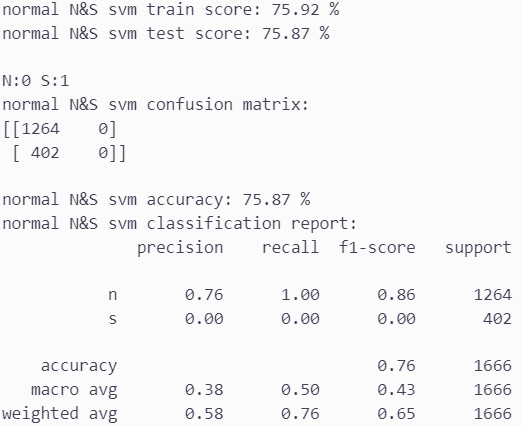 normal N&S svm train score: 75.92 %
normal N&S svm test score: 75.87 %
N:0 S:1
normal N&S svm confusion matrix:
[[1264    0]
 [ 402    0]]
normal N&S svm accuracy: 75.87 %
normal N&S svm classification report:
              precision    recall  f1-score   support
           n       0.76      1.00      0.86      1264
           s       0.00      0.00      0.00       402
    accuracy                           0.76      1666
   macro avg       0.38      0.50      0.43      1666
weighted avg       0.58      0.76      0.65      1666